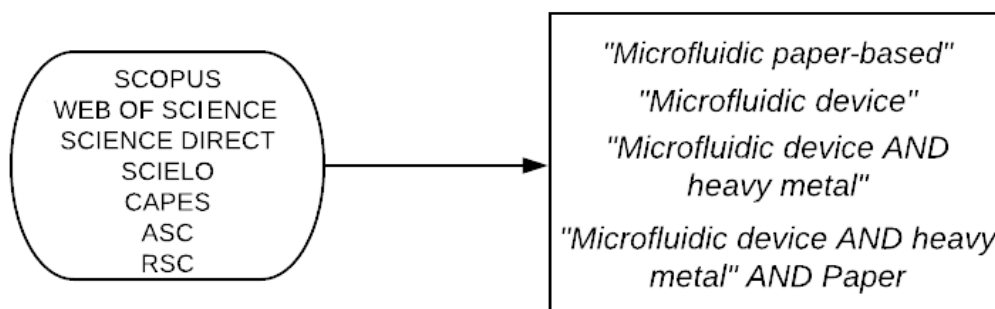 SCOPUS
WEB OF SCIENCE
SCIENCE DIRECT
SCIELO
CAPES
ASC
RSC
"Microfluidic paper-based"
"Microfluidic device"
"Microfluidic device AND
heavy metal"
"Microfluidic device AND heavy
metal" AND Paper